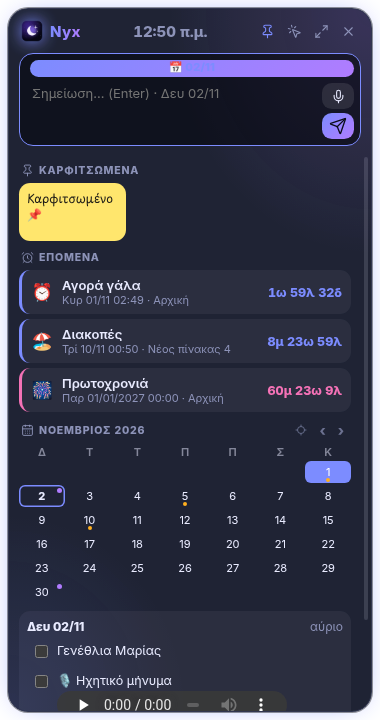 Nyx
12:50 π.μ.
Σημείωση... (Enter) · Δευ 02/11
ΚΑΡΦΙΤΣΩΜΕΝΑ
Καρφιτσωμένο
📌
ΕΠΟΜΕΝΑ
Αγορά γάλα
Κυρ 01/11 02:49 · Αρχική
1ω 59λ 32δ
Διακοπές
Τρί 10/11 00:50 · Νέος πίνακας 4
8μ 23ω 59λ
Πρωτοχρονιά
Παρ 01/01/2027 00:00 · Αρχική
60μ 23ω 9λ
ΝΟΕΜΒΡΙΟΣ 2026
Δ Τ Τ Π Π Σ Κ
1
2 3 4 5 6 7 8
9 10 11 12 13 14 15
16 17 18 19 20 21 22
23 24 25 26 27 28 29
30
Δευ 02/11 αύριο
Γενέθλια Μαρίας
🎙️ Ηχητικό μήνυμα
0:00 / 0:00